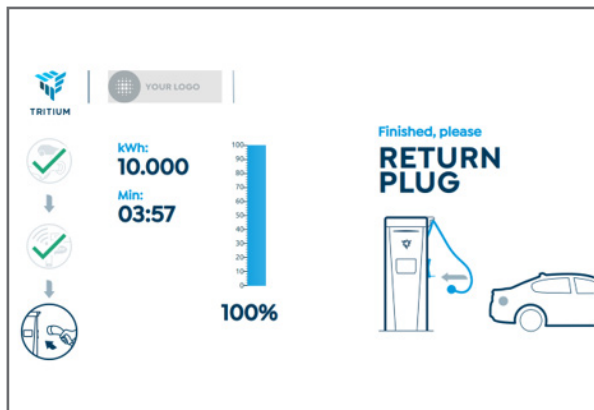 TRITIUM
YOUR LOGO
kWh:
10.000
Min:
03:57
100
90
80
70
60
50
40
30
20
10
0
100%
Finished, please
RETURN
PLUG